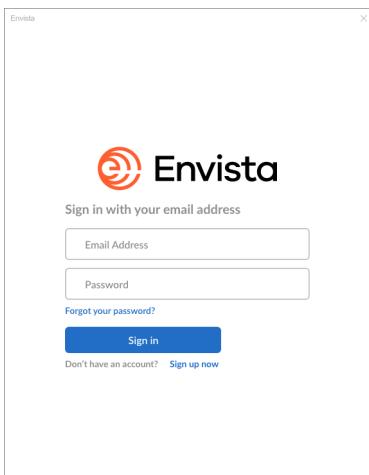 Envista
Envista
Sign in with your email address
Email Address
Password
Forgot your password?
Sign in
Don't have an account? Sign up now